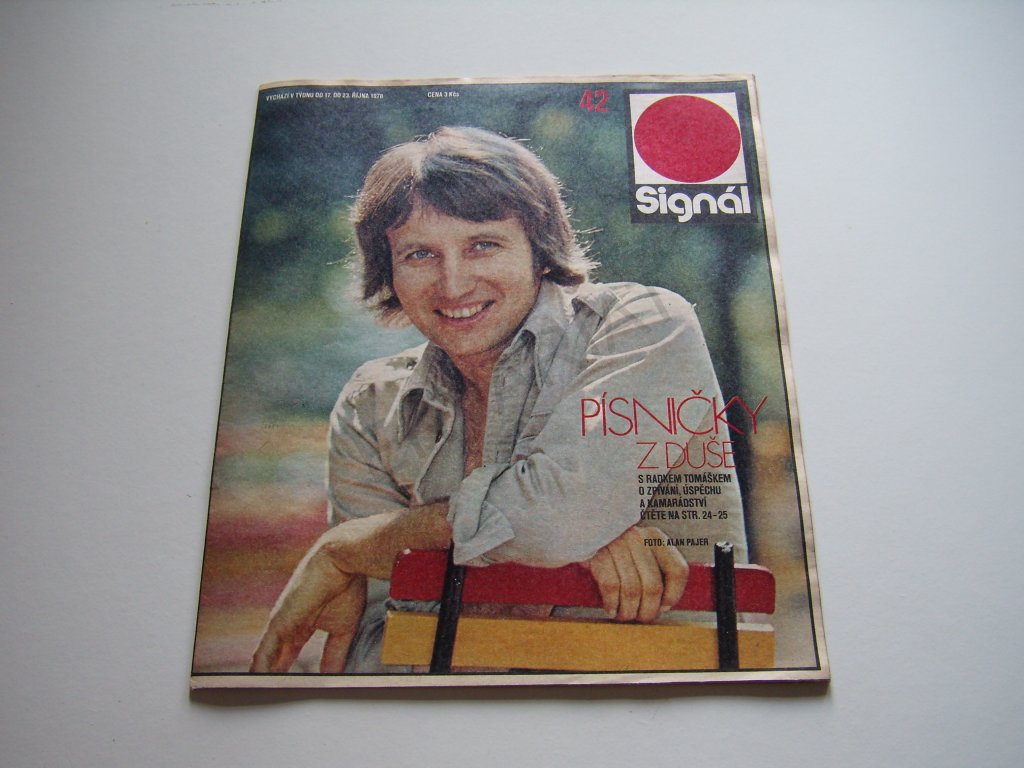 VYCHÁZÍ V TÝDNU OD 17. DO 23. ŘÍJNA 1978
CENA 3 Kčs
42
Signál
PÍSNIČKY
Z DUŠE
S RADKEM TOMÁŠKEM
O ZPÍVÁNÍ, ÚSPĚCHU
A KAMARÁDSTVÍ
ČTĚTE NA STR. 24-25
FOTO: ALAN PAJER